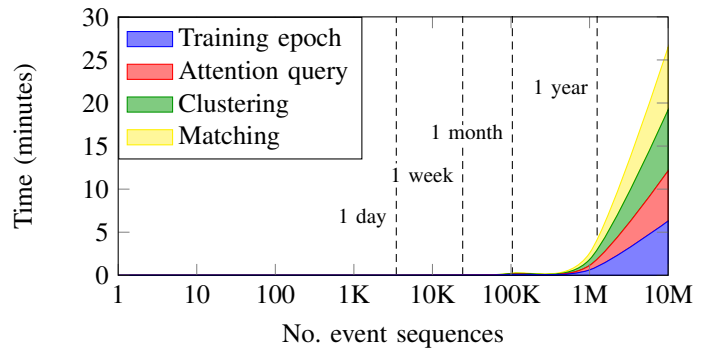 Time (minutes)
30
25
20
15
10
5
0
Training epoch
Attention query
Clustering
Matching
1 day
1 week
1 month
1 year
1
10
100
1K
10K
100K
1M
10M
No. event sequences